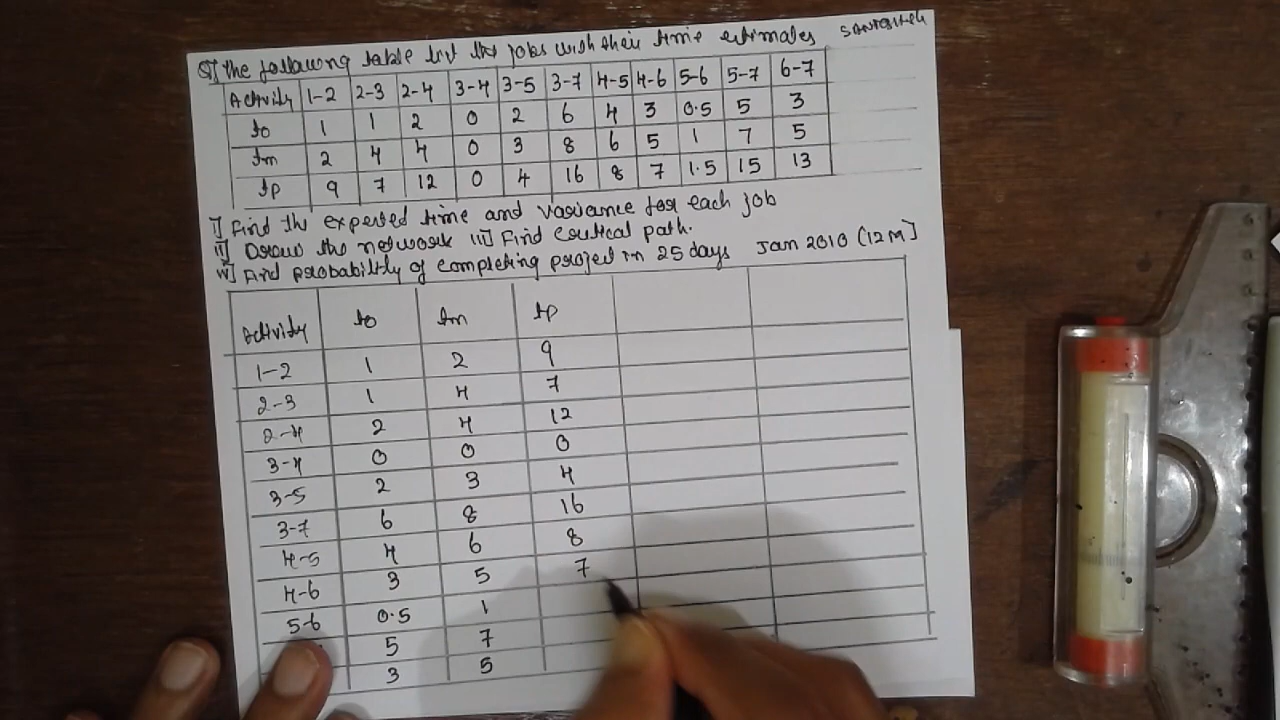 Q] The following table list the jobs with their time estimates SANTOSH
Activity 1-2 2-3 2-4 3-4 3-5 3-7 4-5 4-6 5-6 5-7 6-7
to 1 1 2 0 2 6 4 3 0.5 5 3
tm 2 4 4 0 3 8 6 5 1 7 5
tp 9 7 12 0 4 16 8 7 1.5 15 13
i] Find the expected time and variance for each job
ii] Draw the network iii] Find critical path.
iv] Find probability of completing project in 25 days Jan 2010 (12M]
Activity to tm tp
1-2 1 2 9
2-3 1 4 7
2-4 2 4 12
3-4 0 0 0
3-5 2 3 4
3-7 6 8 16
4-5 4 6 8
4-6 3 5 7
5-6 0.5 1
5 7
3 5